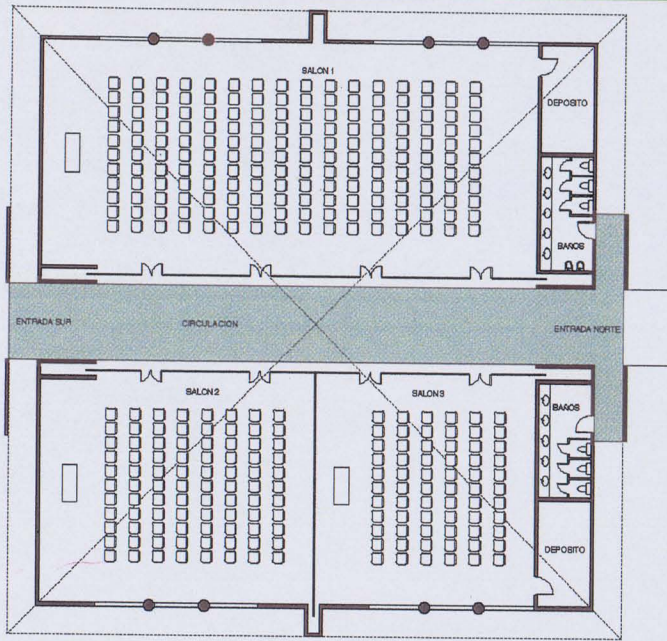 SALON 1
DEPOSITO
BAÑOS
ENTRADA SUR
CIRCULACION
ENTRADA NORTE
SALON 2
SALON 3
BAÑOS
DEPOSITO